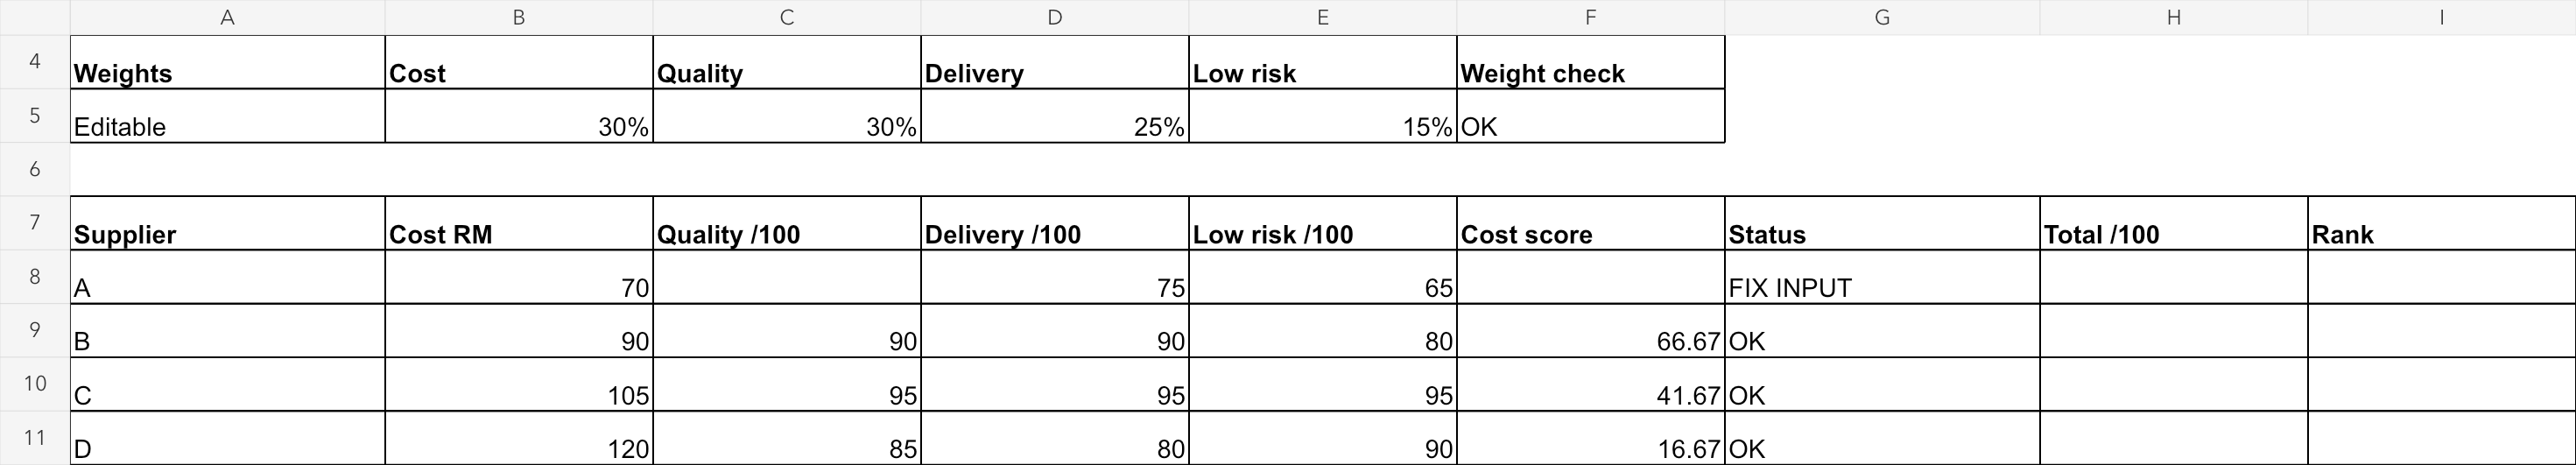 A B C D E F G H I
4 Weights Cost Quality Delivery Low risk Weight check
5 Editable 30% 30% 25% 15% OK
6
7 Supplier Cost RM Quality /100 Delivery /100 Low risk /100 Cost score Status Total /100 Rank
8 A 70 75 65 FIX INPUT
9 B 90 90 90 80 66.67 OK
10 C 105 95 95 95 41.67 OK
11 D 120 85 80 90 16.67 OK